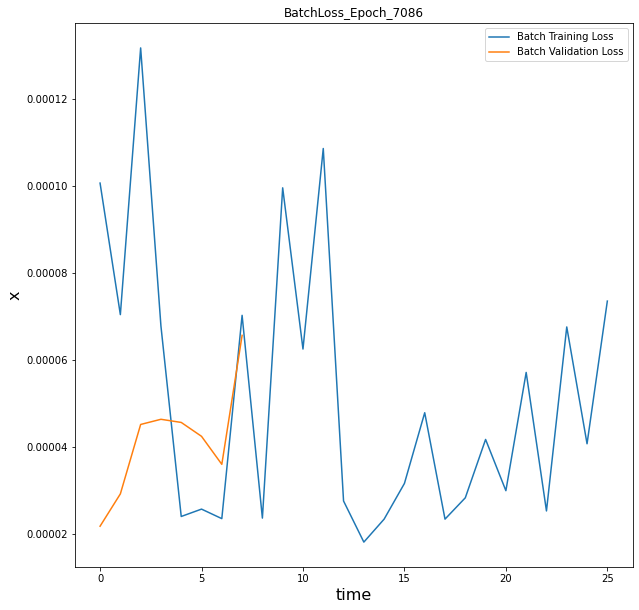 BatchLoss_Epoch_7086
Batch Training Loss
Batch Validation Loss
0.00012
0.00010
0.00008
0.00006
0.00004
0.00002
x
0 5 10 15 20 25
time